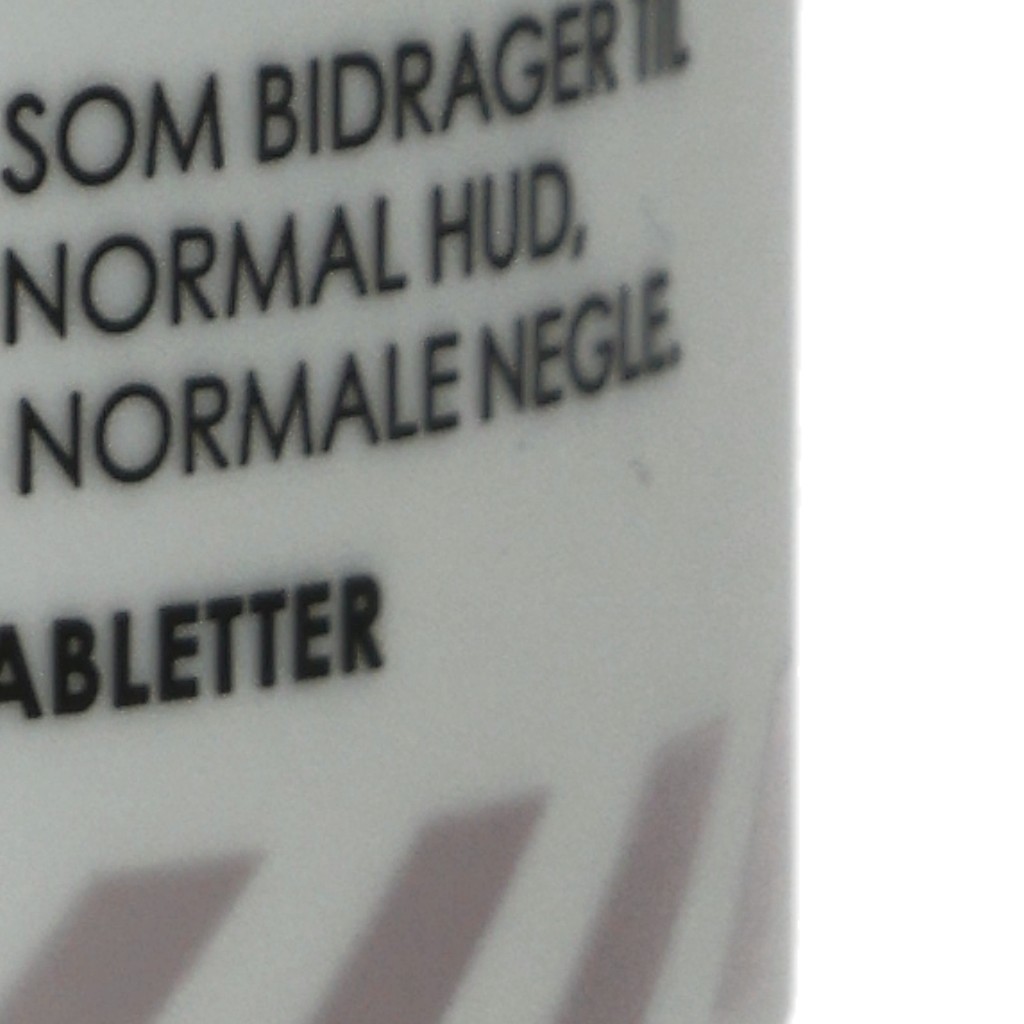 SOM BIDRAGER TIL
NORMAL HUD,
NORMALE NEGLE.
ABLETTER